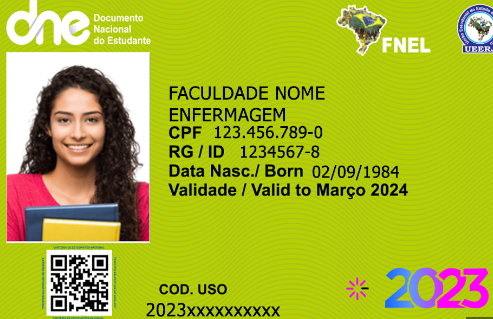 dne Documento
Nacional
do Estudante
FNEL
FACULDADE NOME
ENFERMAGEM
CPF 123.456.789-0
RG / ID 1234567-8
Data Nasc./ Born 02/09/1984
Validade / Valid to Março 2024
COD. USO
2023xxxxxxxxxx
2023